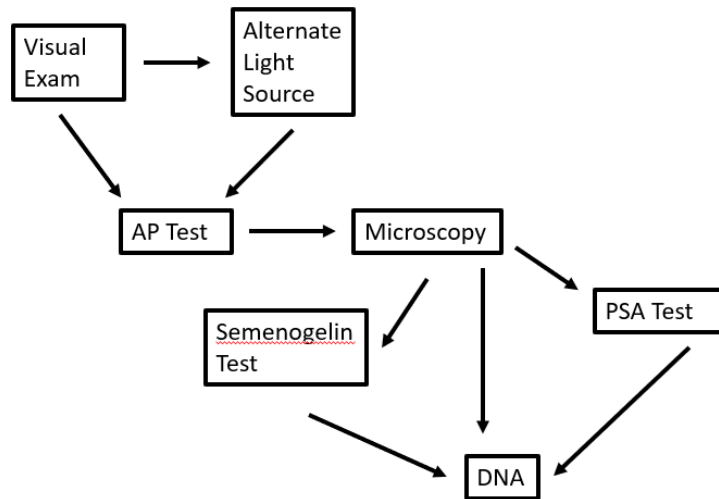 Visual
Exam
Alternate
Light
Source
AP Test
Microscopy
Semenogelin
Test
PSA Test
DNA